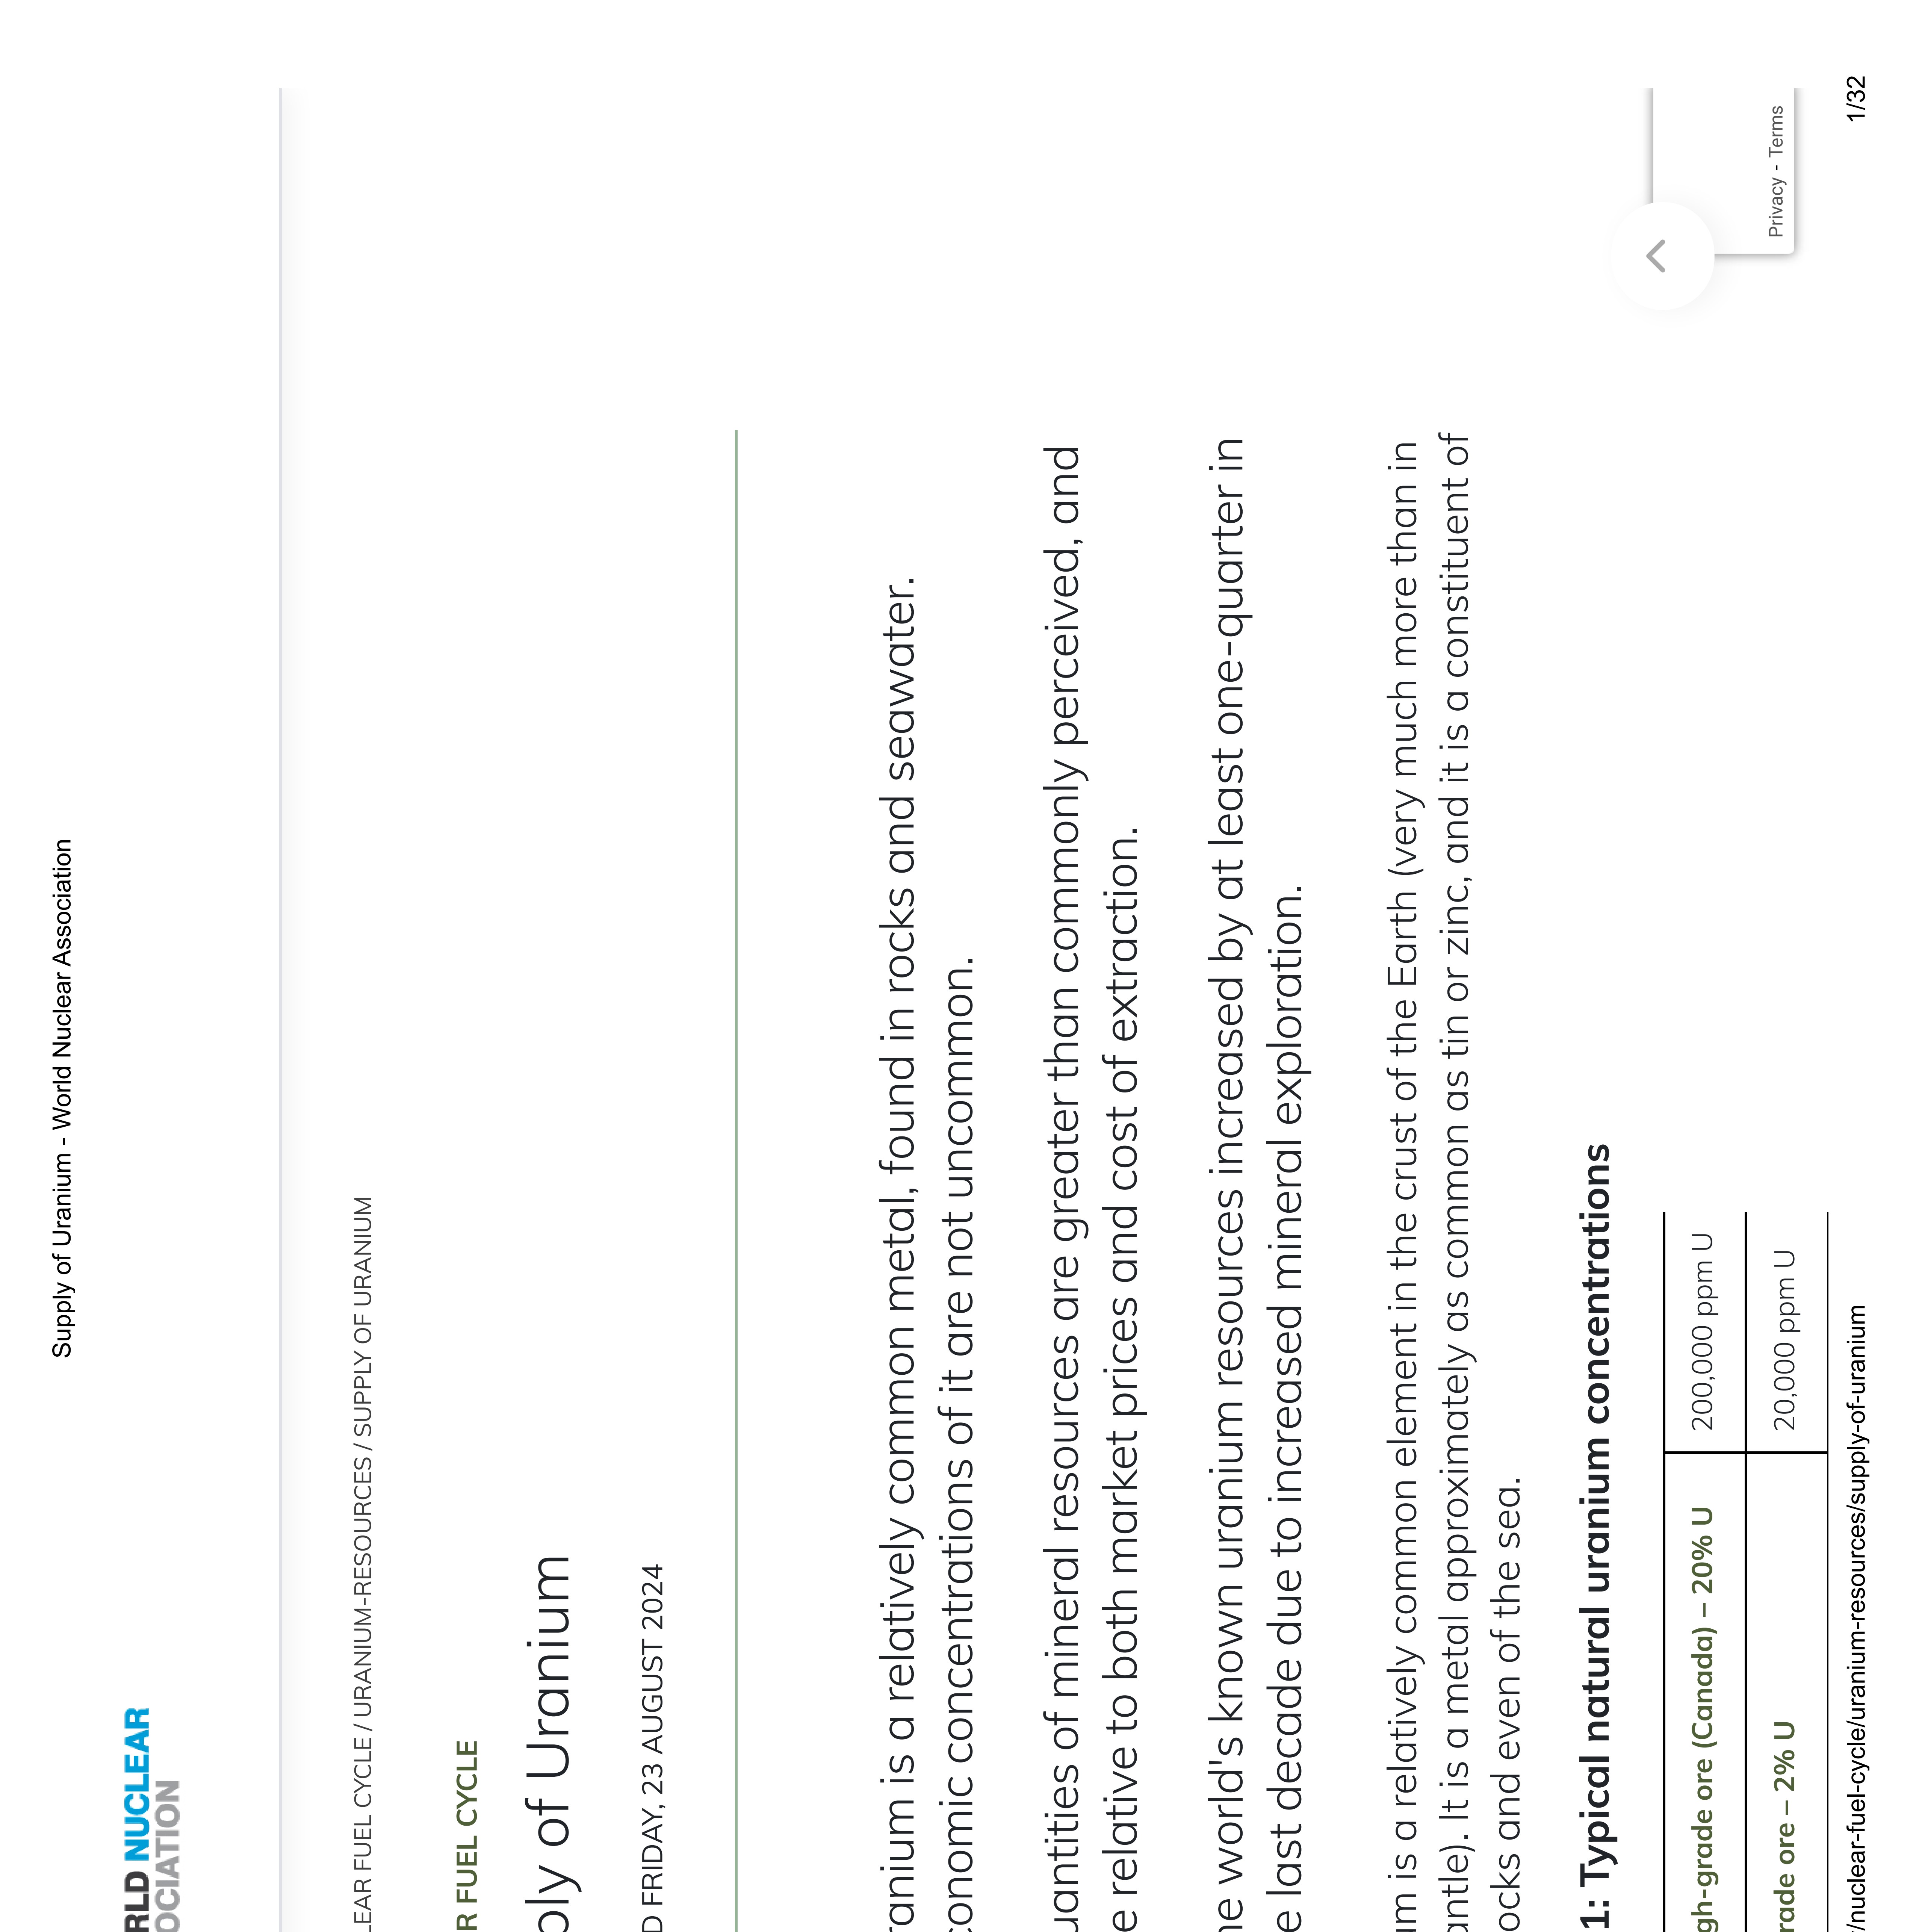 Supply of Uranium - World Nuclear Association
RLD NUCLEAR
OCIATION
LEAR FUEL CYCLE / URANIUM-RESOURCES / SUPPLY OF URANIUM
R FUEL CYCLE
ply of Uranium
D FRIDAY, 23 AUGUST 2024
ranium is a relatively common metal, found in rocks and seawater.
conomic concentrations of it are not uncommon.
uantities of mineral resources are greater than commonly perceived, and
e relative to both market prices and cost of extraction.
he world's known uranium resources increased by at least one-quarter in
e last decade due to increased mineral exploration.
m is a relatively common element in the crust of the Earth (very much more than in
antle). It is a metal approximately as common as tin or zinc, and it is a constituent of
ocks and even of the sea.
1: Typical natural uranium concentrations
gh-grade ore (Canada) – 20% U 200,000 ppm U
rade ore – 2% U 20,000 ppm U
Privacy - Terms
/nuclear-fuel-cycle/uranium-resources/supply-of-uranium
1/32